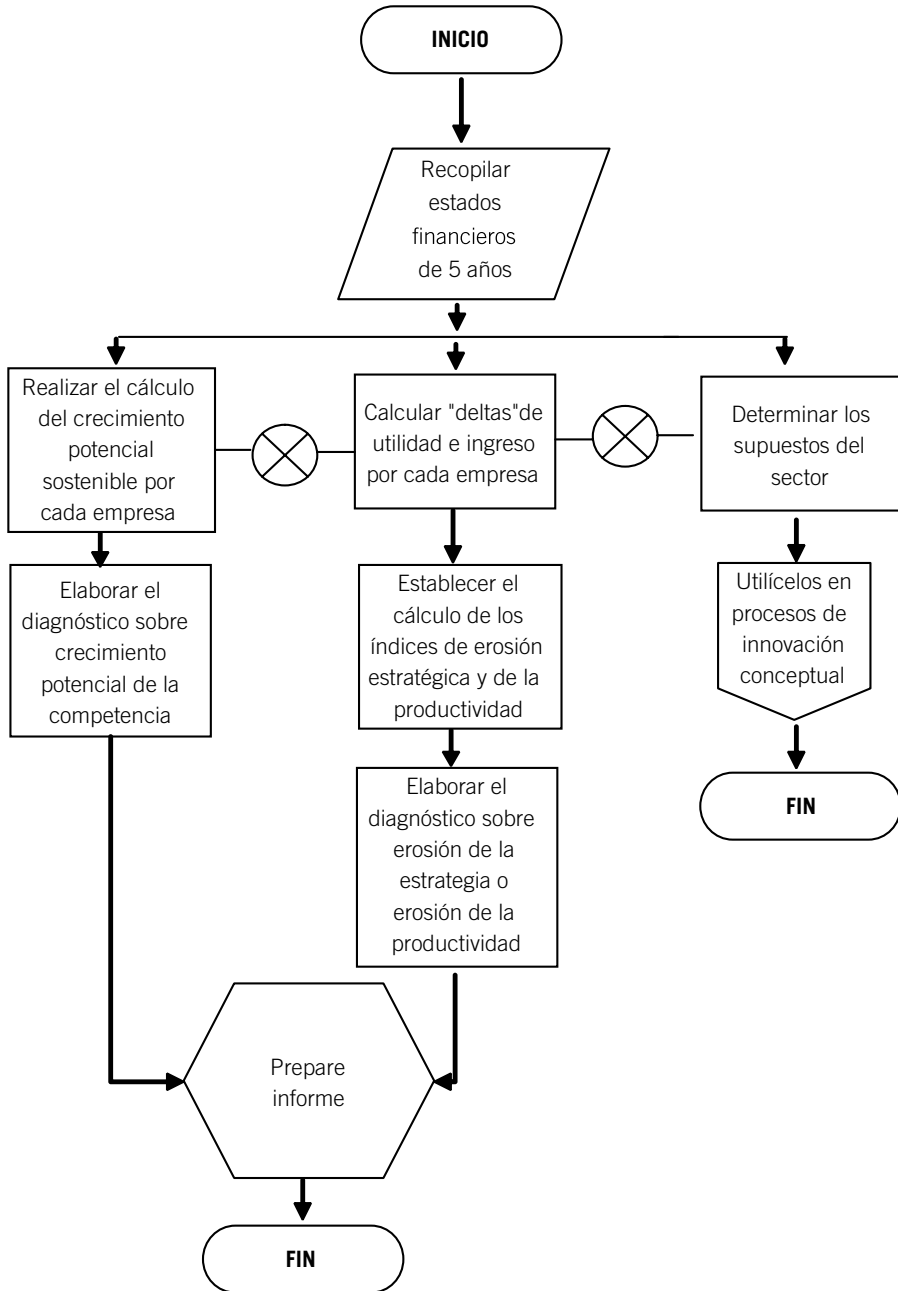 INICIO
Recopilar
estados
financieros
de 5 años
Realizar el cálculo
del crecimiento
potencial
sostenible por
cada empresa
Calcular "deltas"de
utilidad e ingreso
por cada empresa
Determinar los
supuestos del
sector
Elaborar el
diagnóstico sobre
crecimiento
potencial de la
competencia
Establecer el
cálculo de los
índices de erosión
estratégica y de la
productividad
Utilícelos en
procesos de
innovación
conceptual
Elaborar el
diagnóstico sobre
erosión de la
estrategia o
erosión de la
productividad
FIN
Prepare
informe
FIN